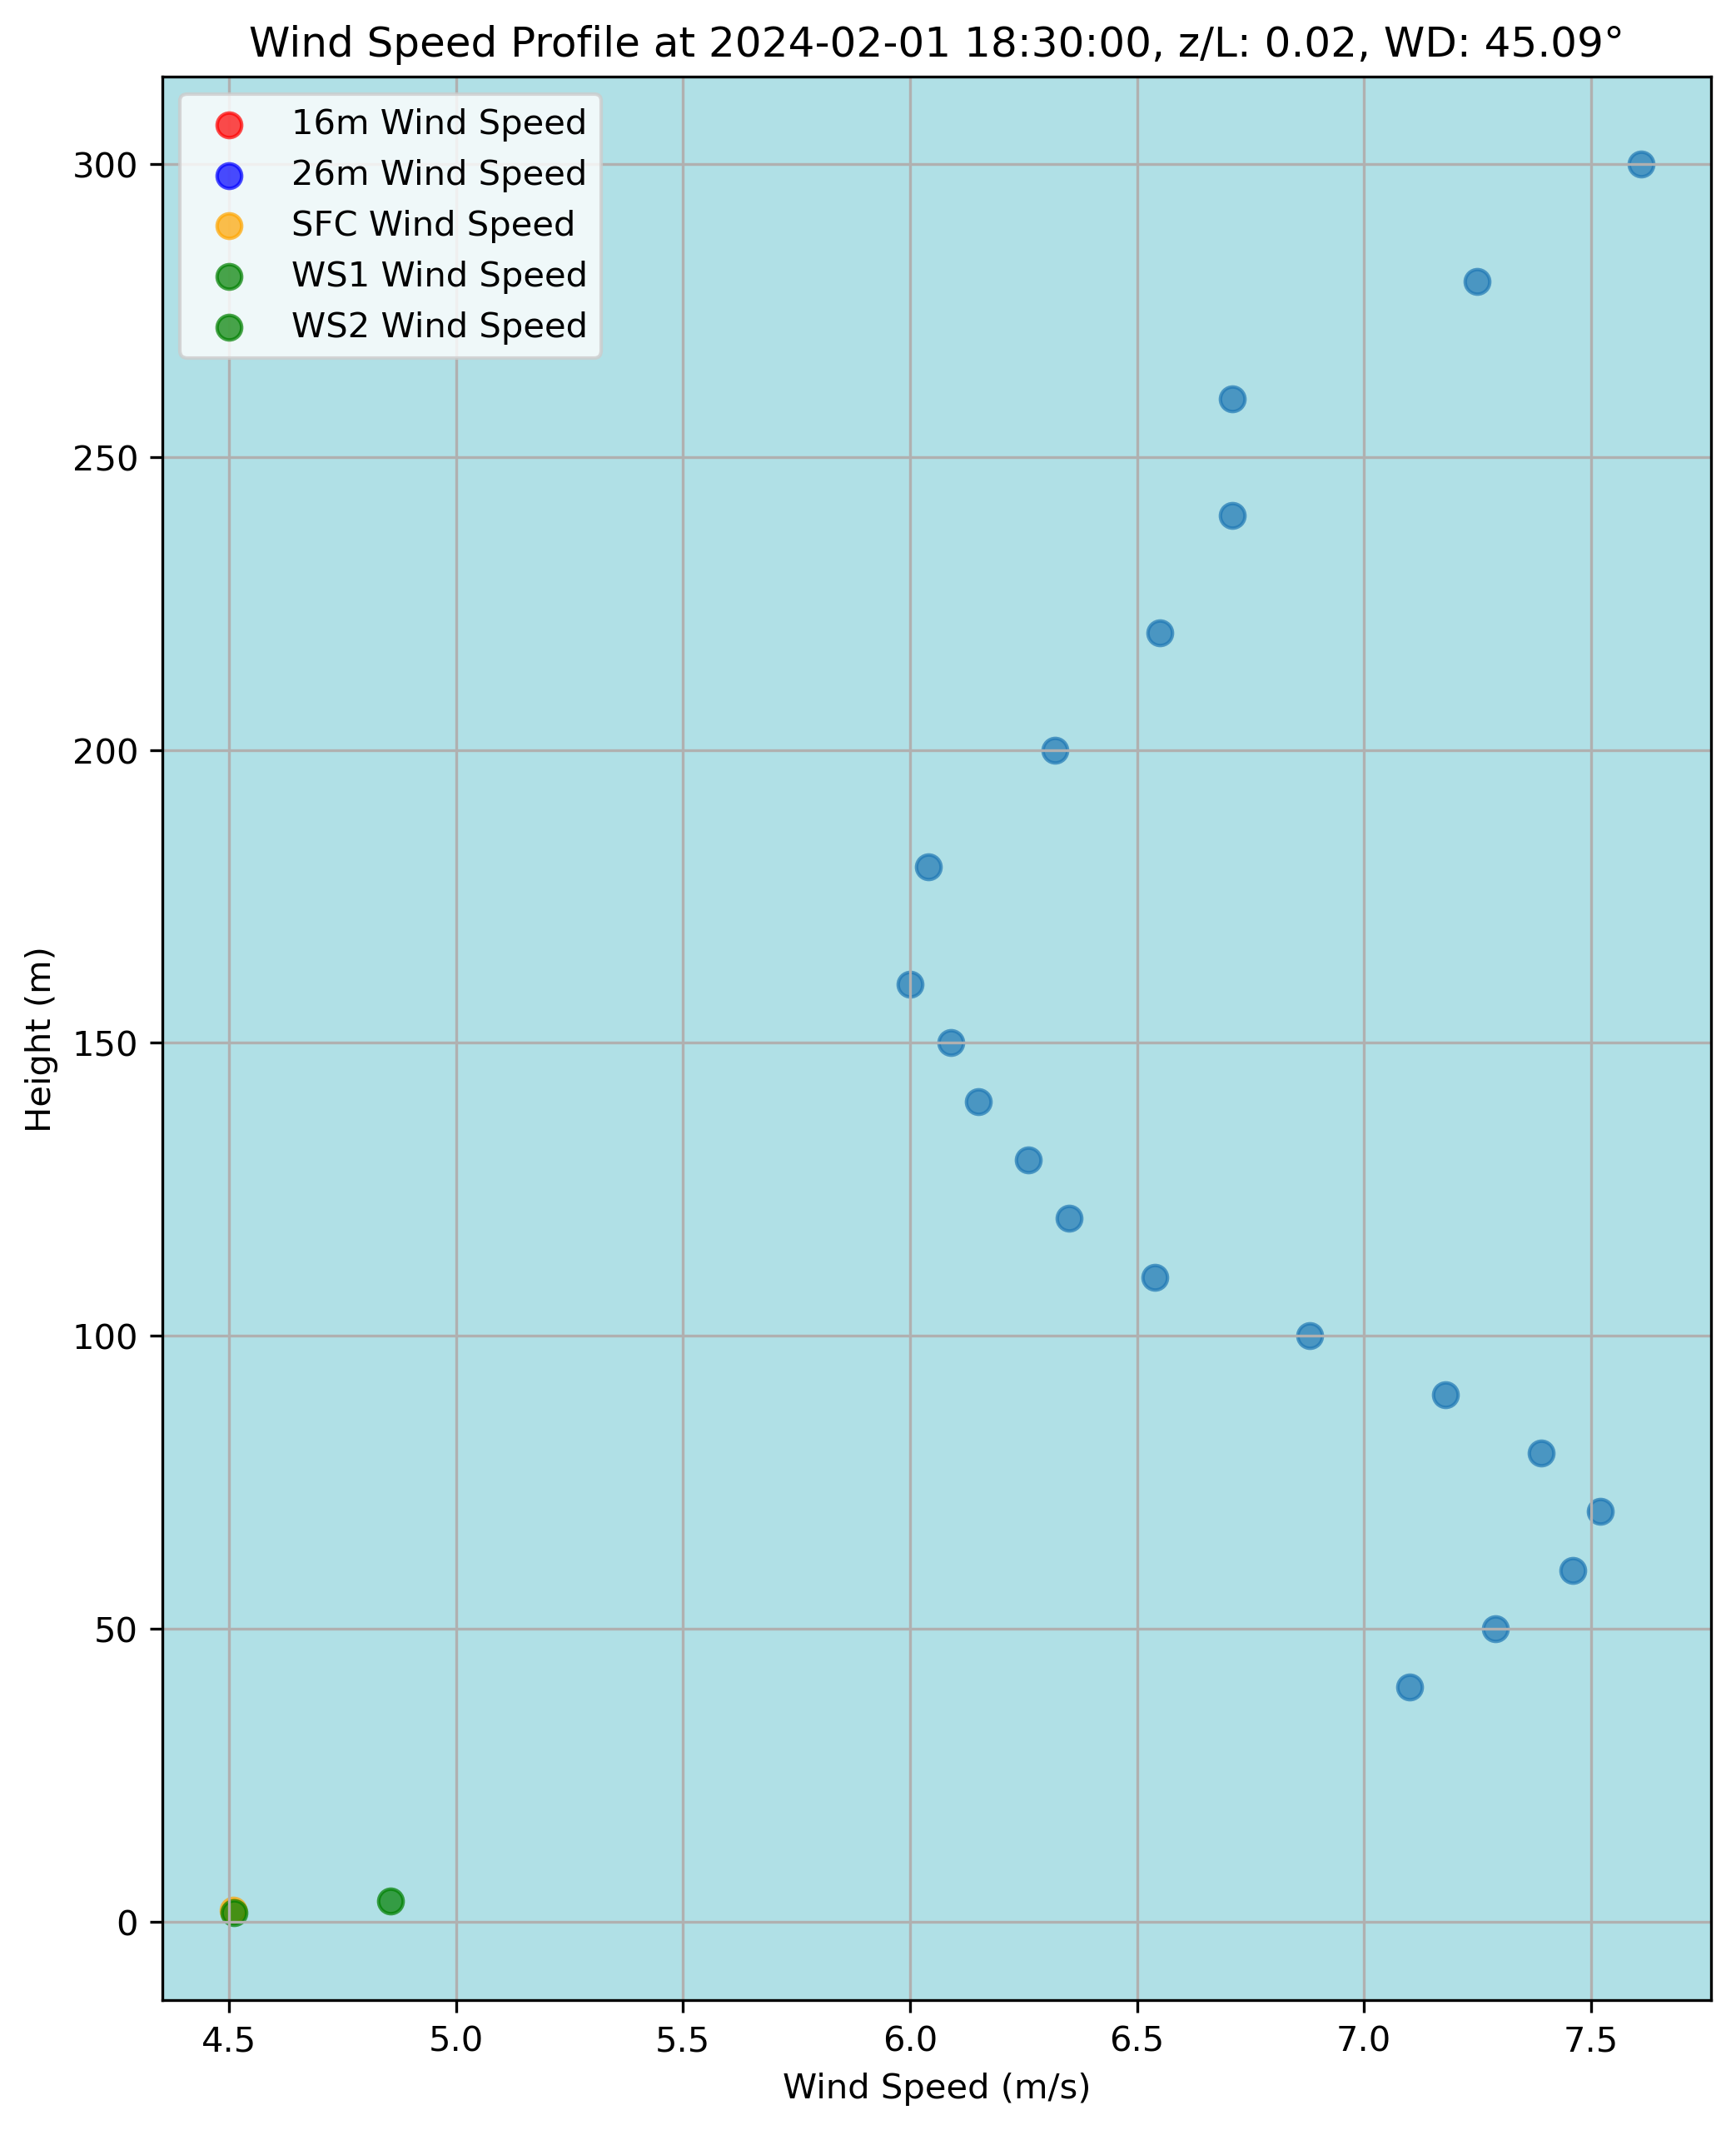 Wind Speed Profile at 2024-02-01 18:30:00, z/L: 0.02, WD: 45.09°
16m Wind Speed
26m Wind Speed
SFC Wind Speed
WS1 Wind Speed
WS2 Wind Speed
300
250
200
150
100
50
0
Height (m)
4.5 5.0 5.5 6.0 6.5 7.0 7.5
Wind Speed (m/s)